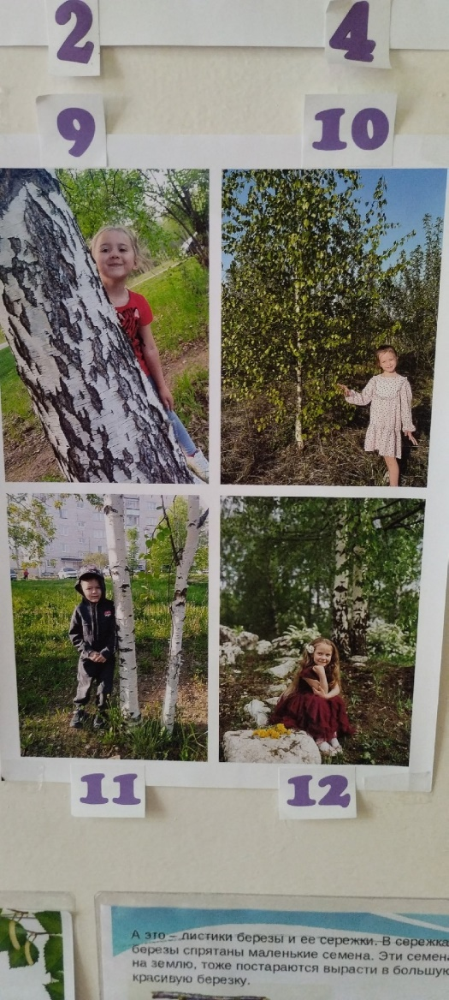 2 4
9 10
11 12
А это – листики березы и ее сережки. В сережка
березы спрятаны маленькие семена. Эти семена
на землю, тоже постараются вырасти в большую
красивую березку.